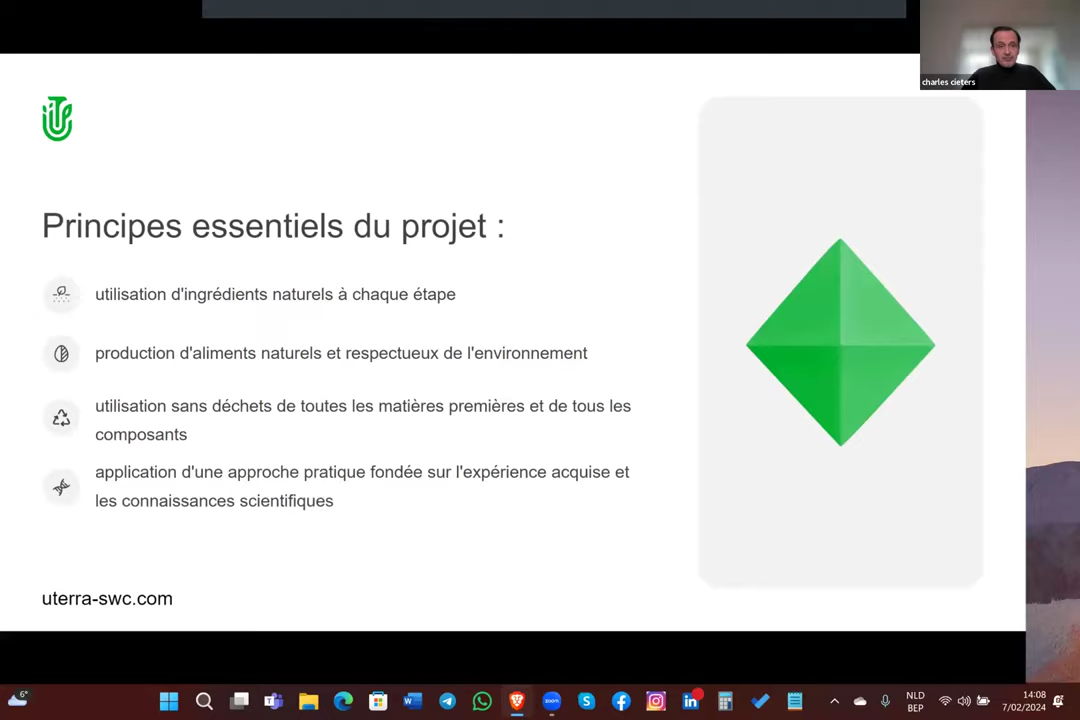 charles cieters
Principes essentiels du projet :
utilisation d'ingrédients naturels à chaque étape
production d'aliments naturels et respectueux de l'environnement
utilisation sans déchets de toutes les matières premières et de tous les
composants
application d'une approche pratique fondée sur l'expérience acquise et
les connaissances scientifiques
uterra-swc.com
6°
zoom
NLD
BEP
14:08
7/02/2024